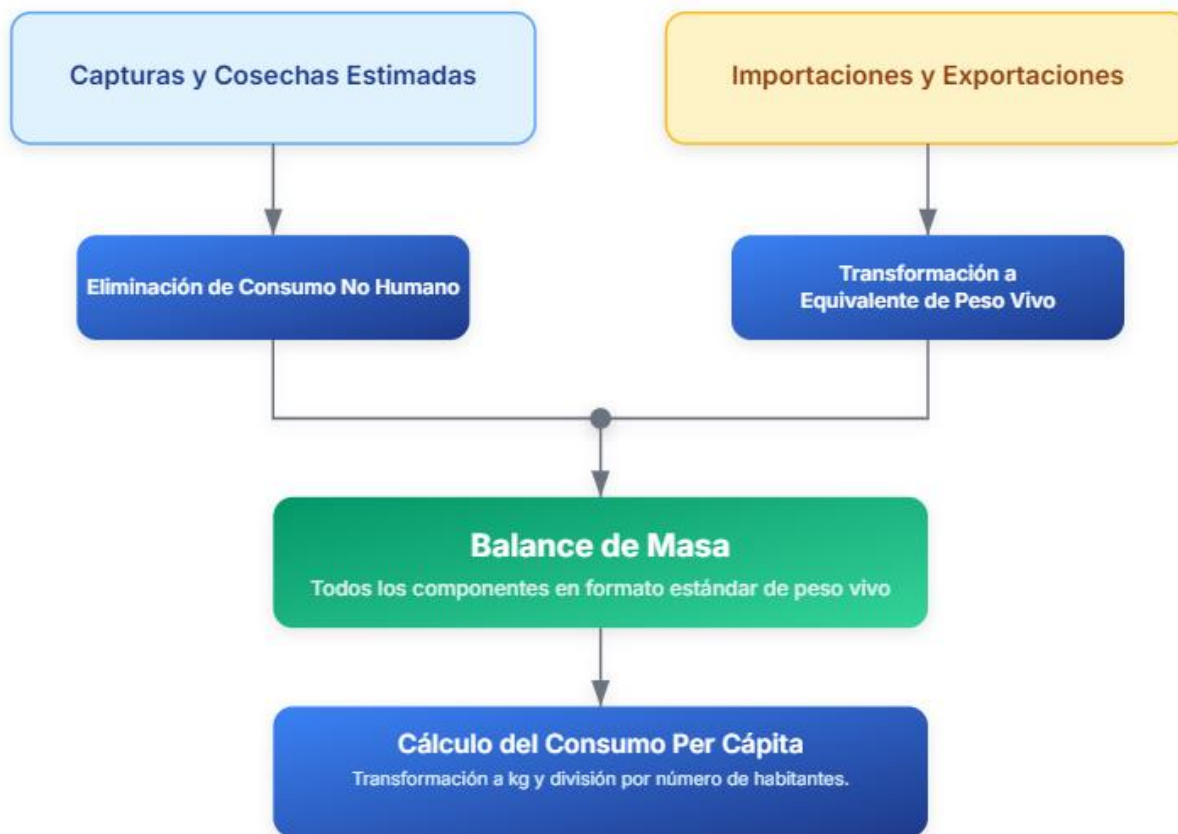 Capturas y Cosechas Estimadas
Importaciones y Exportaciones
Eliminación de Consumo No Humano
Transformación a
Equivalente de Peso Vivo
Balance de Masa
Todos los componentes en formato estándar de peso vivo
Cálculo del Consumo Per Cápita
Transformación a kg y división por número de habitantes.